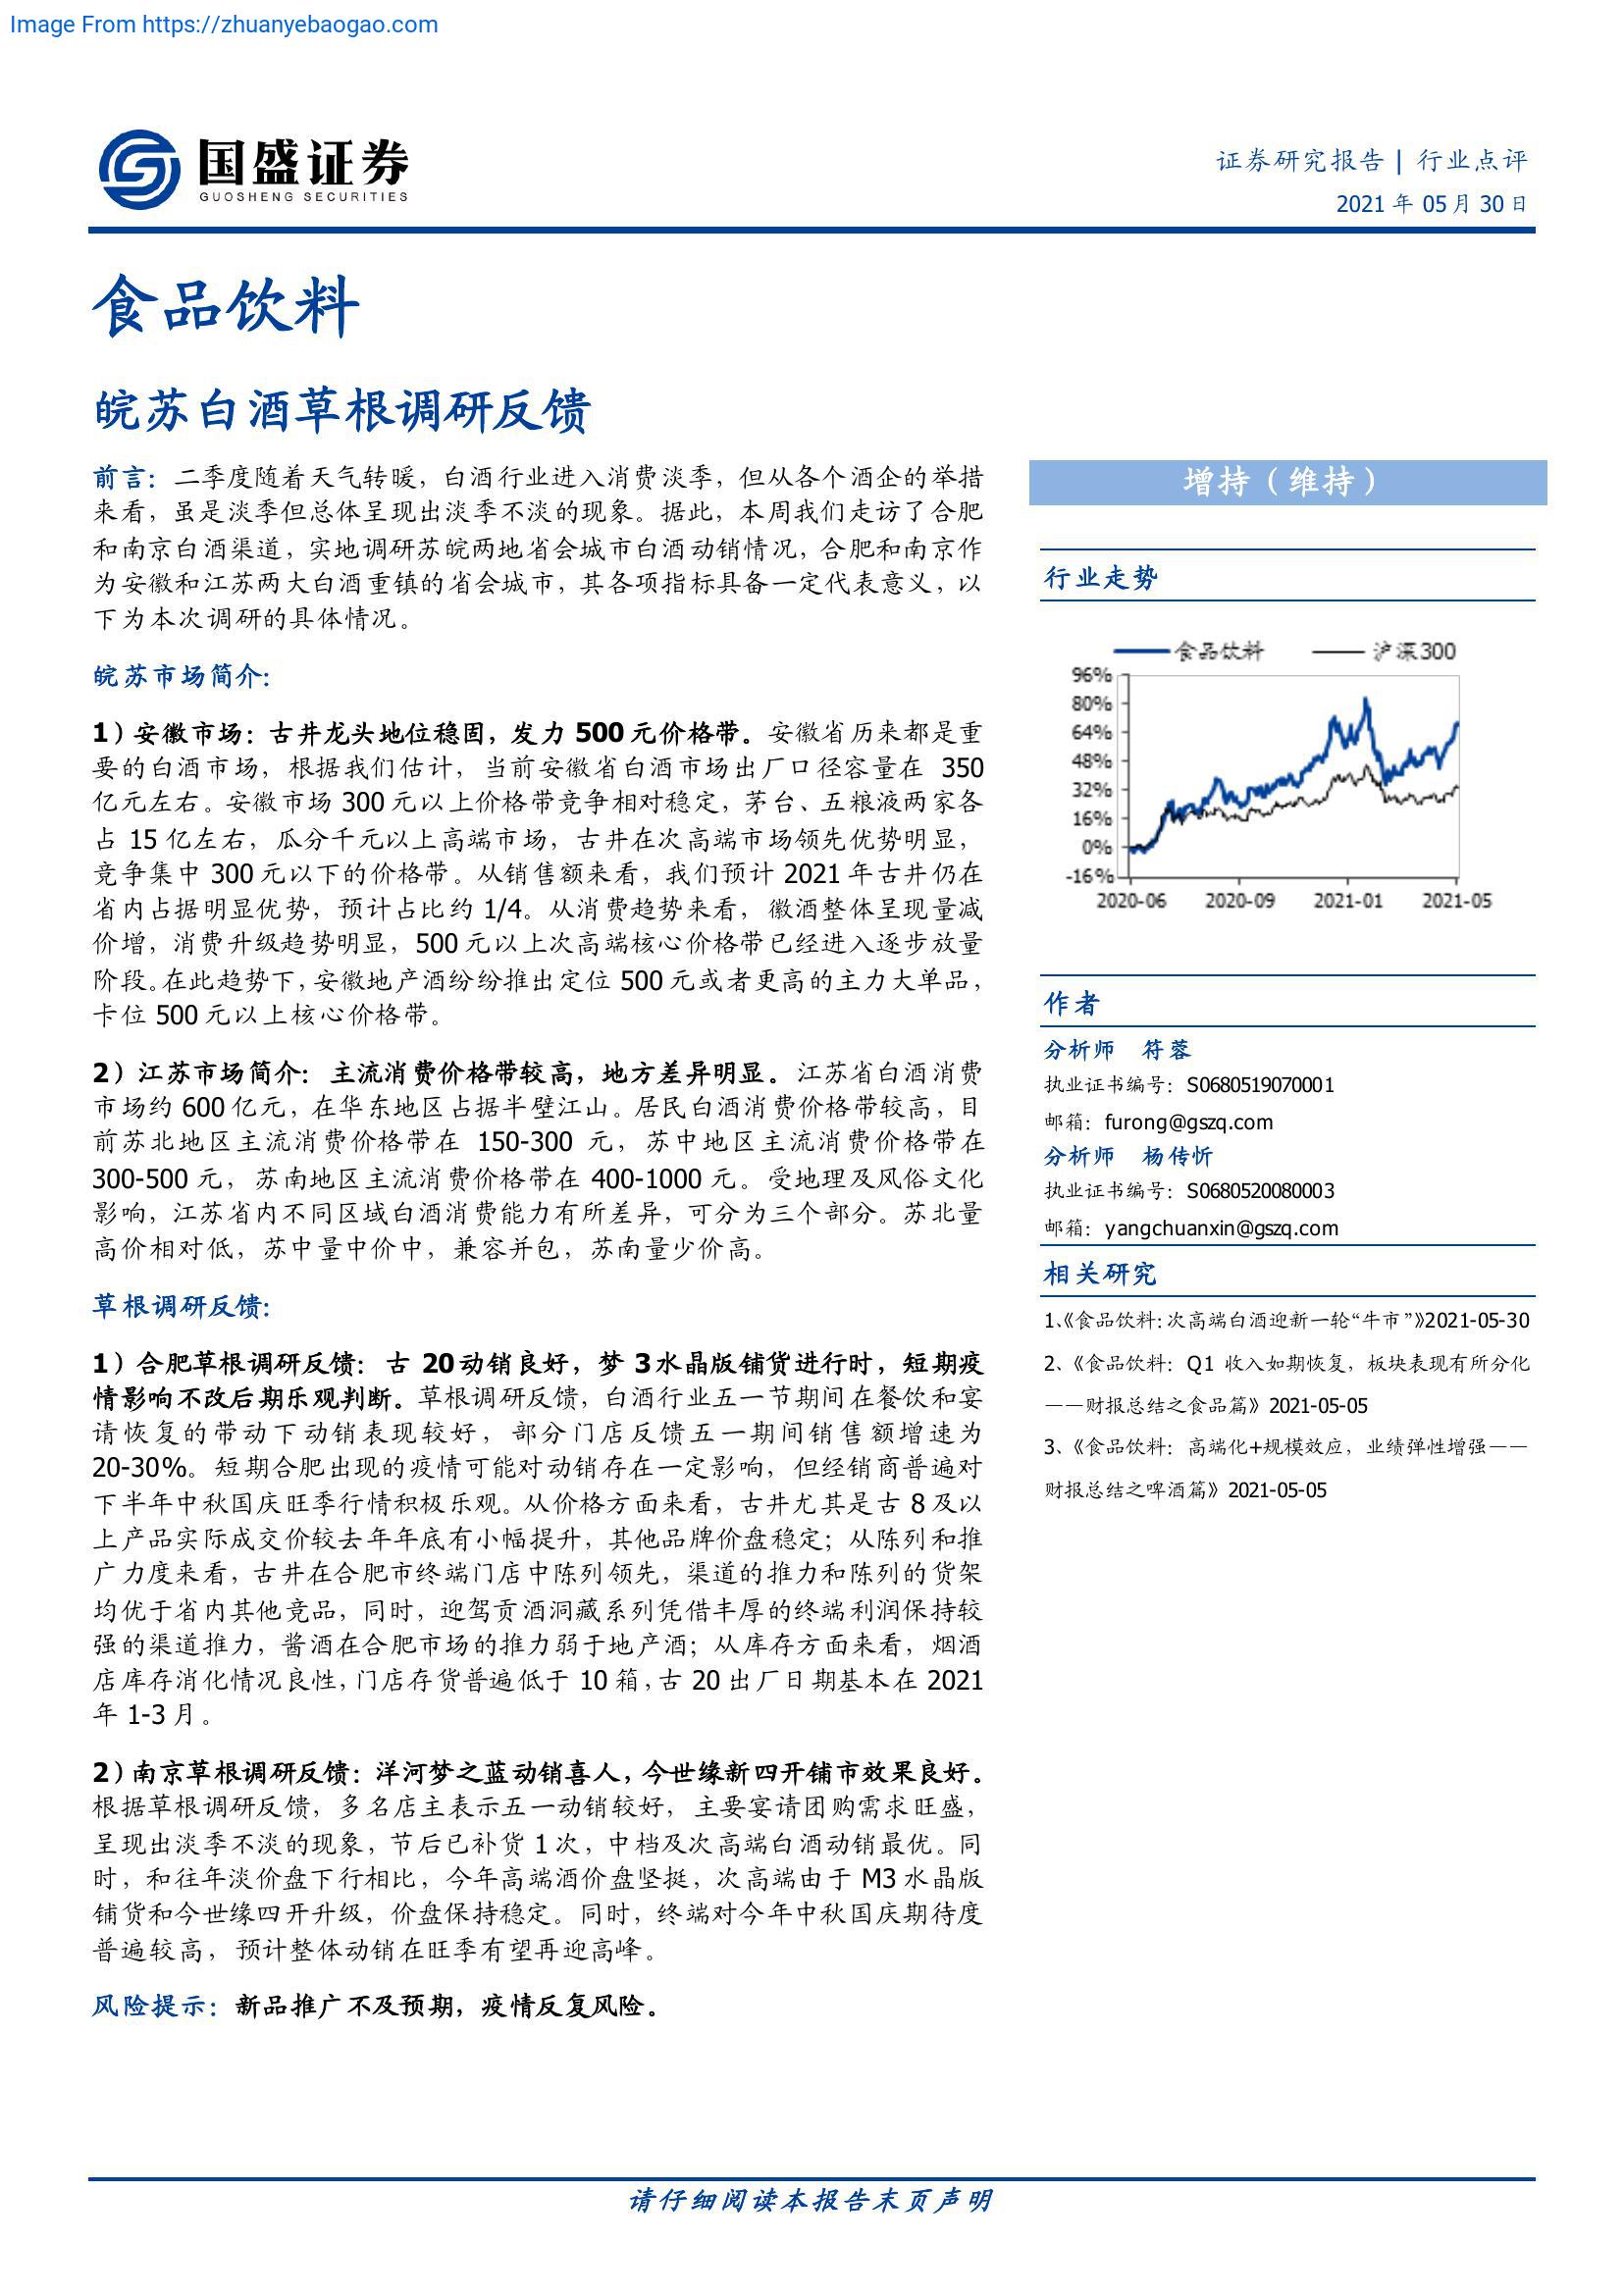 Image From https://zhuanyebaogao.com
国盛证券
GUOSHENG SECURITIES
证券研究报告 | 行业点评
2021 年 05 月 30 日
食品饮料
皖苏白酒草根调研反馈
前言：二季度随着天气转暖，白酒行业进入消费淡季，但从各个酒企的举措
来看，虽是淡季但总体呈现出淡季不淡的现象。据此，本周我们走访了合肥
和南京白酒渠道，实地调研苏皖两地省会城市白酒动销情况，合肥和南京作
为安徽和江苏两大白酒重镇的省会城市，其各项指标具备一定代表意义，以
下为本次调研的具体情况。
皖苏市场简介：
1）安徽市场：古井龙头地位稳固，发力 500 元价格带。安徽省历来都是重
要的白酒市场，根据我们估计，当前安徽省白酒市场出厂口径容量在 350
亿元左右。安徽市场 300 元以上价格带竞争相对稳定，茅台、五粮液两家各
占 15 亿左右，瓜分千元以上高端市场，古井在次高端市场领先优势明显，
竞争集中 300 元以下的价格带。从销售额来看，我们预计 2021 年古井仍在
省内占据明显优势，预计占比约 1/4。从消费趋势来看，徽酒整体呈现量减
价增，消费升级趋势明显，500 元以上次高端核心价格带已经进入逐步放量
阶段。在此趋势下，安徽地产酒纷纷推出定位 500 元或者更高的主力大单品，
卡位 500 元以上核心价格带。
2）江苏市场简介：主流消费价格带较高，地方差异明显。江苏省白酒消费
市场约 600 亿元，在华东地区占据半壁江山。居民白酒消费价格带较高，目
前苏北地区主流消费价格带在 150-300 元，苏中地区主流消费价格带在
300-500 元，苏南地区主流消费价格带在 400-1000 元。受地理及风俗文化
影响，江苏省内不同区域白酒消费能力有所差异，可分为三个部分。苏北量
高价相对低，苏中量中价中，兼容并包，苏南量少价高。
草根调研反馈：
1）合肥草根调研反馈：古 20 动销良好，梦 3 水晶版铺货进行时，短期疫
情影响不改后期乐观判断。草根调研反馈，白酒行业五一节期间在餐饮和宴
请恢复的带动下动销表现较好，部分门店反馈五一期间销售额增速为
20-30%。短期合肥出现的疫情可能对动销存在一定影响，但经销商普遍对
下半年中秋国庆旺季行情积极乐观。从价格方面来看，古井尤其是古 8 及以
上产品实际成交价较去年年底有小幅提升，其他品牌价盘稳定；从陈列和推
广力度来看，古井在合肥市终端门店中陈列领先，渠道的推力和陈列的货架
均优于省内其他竞品，同时，迎驾贡酒洞藏系列凭借丰厚的终端利润保持较
强的渠道推力，酱酒在合肥市场的推力弱于地产酒；从库存方面来看，烟酒
店库存消化情况良性，门店存货普遍低于 10 箱，古 20 出厂日期基本在 2021
年 1-3 月。
2）南京草根调研反馈：洋河梦之蓝动销喜人，今世缘新四开铺市效果良好。
根据草根调研反馈，多名店主表示五一动销较好，主要宴请团购需求旺盛，
呈现出淡季不淡的现象，节后已补货 1 次，中档及次高端白酒动销最优。同
时，和往年淡价盘下行相比，今年高端酒价盘坚挺，次高端由于 M3 水晶版
铺货和今世缘四开升级，价盘保持稳定。同时，终端对今年中秋国庆期待度
普遍较高，预计整体动销在旺季有望再迎高峰。
风险提示：新品推广不及预期，疫情反复风险。
增持（维持）
行业走势
食品饮料 沪深300
96%
80%
64%
48%
32%
16%
0%
-16%
2020-06 2020-09 2021-01 2021-05
作者
分析师 符蓉
执业证书编号：S0680519070001
邮箱：furong@gszq.com
分析师 杨传忻
执业证书编号：S0680520080003
邮箱：yangchuanxin@gszq.com
相关研究
1、《食品饮料：次高端白酒迎新一轮“牛市”》2021-05-30
2、《食品饮料：Q1 收入如期恢复，板块表现有所分化
——财报总结之食品篇》2021-05-05
3、《食品饮料：高端化+规模效应，业绩弹性增强——
财报总结之啤酒篇》2021-05-05
请仔细阅读本报告末页声明